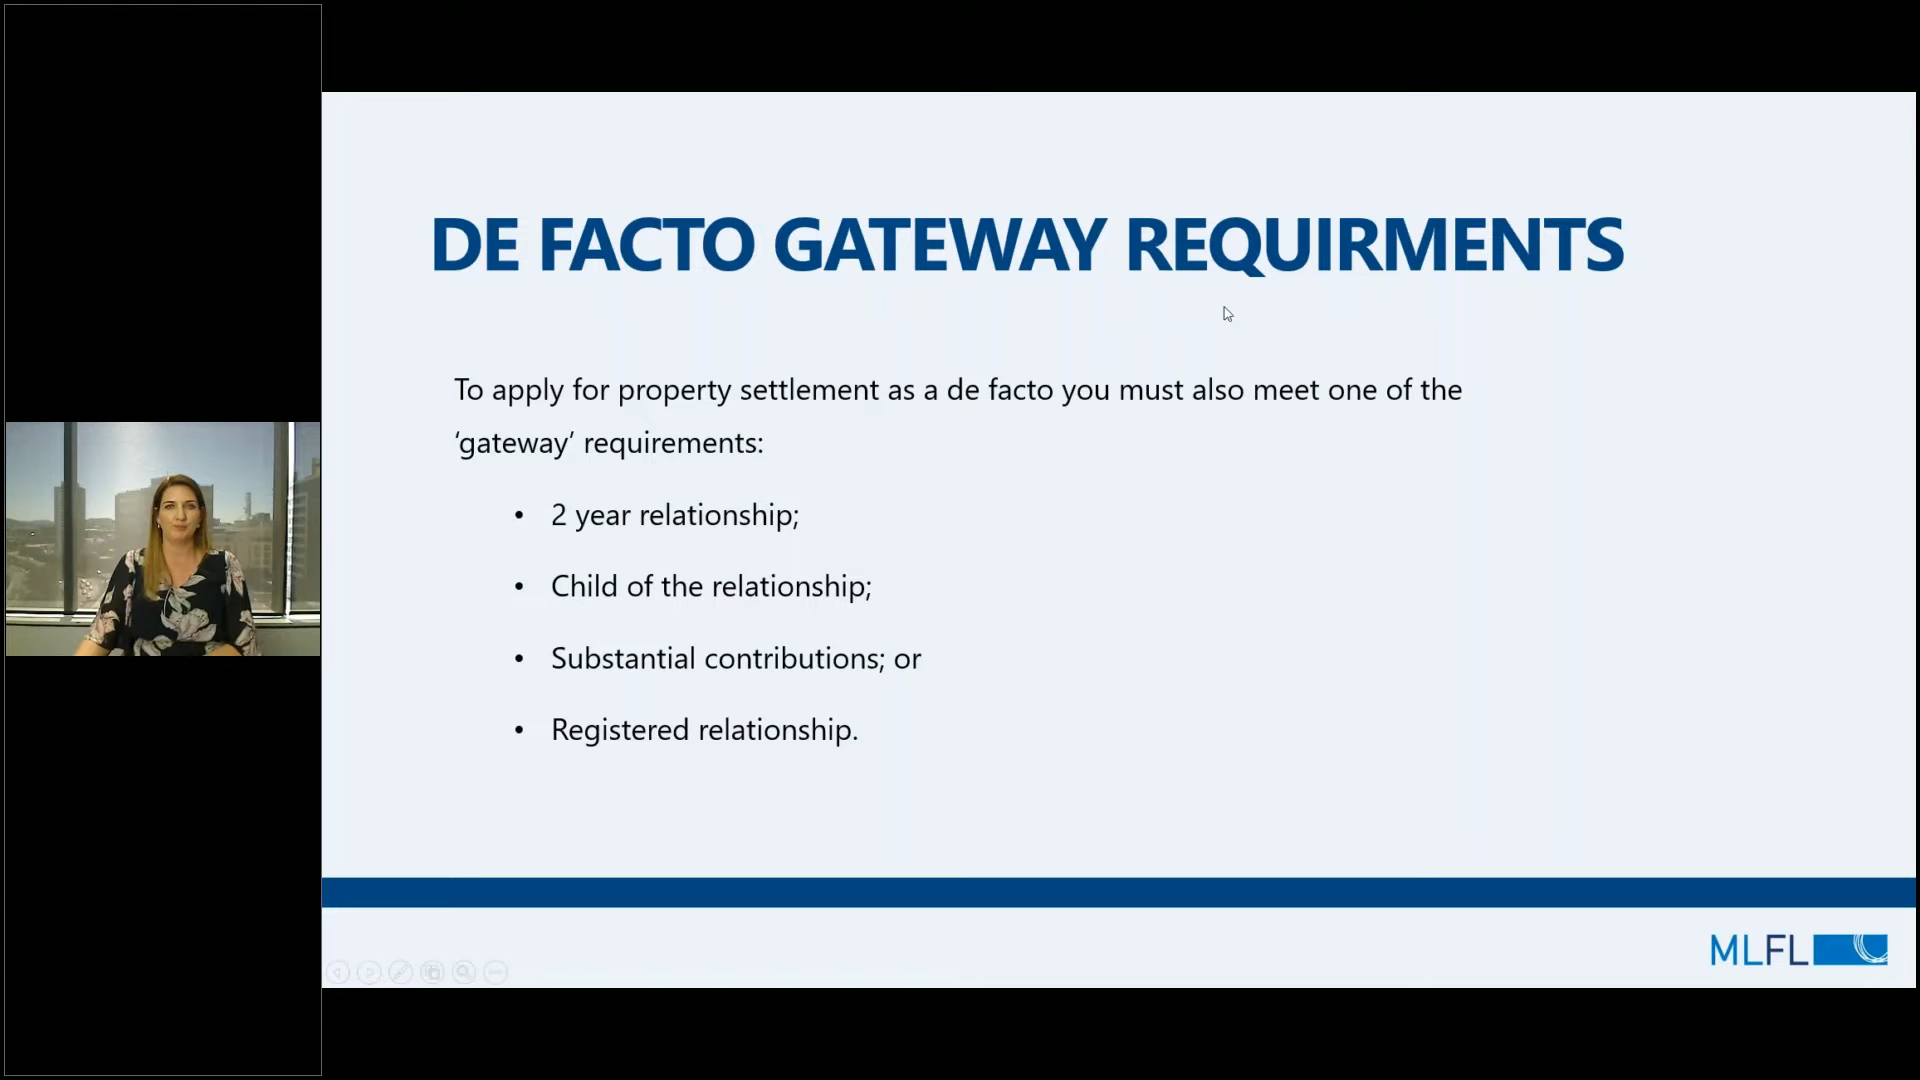 DE FACTO GATEWAY REQUIRMENTS
To apply for property settlement as a de facto you must also meet one of the
‘gateway’ requirements:
• 2 year relationship;
• Child of the relationship;
• Substantial contributions; or
• Registered relationship.
MLFL